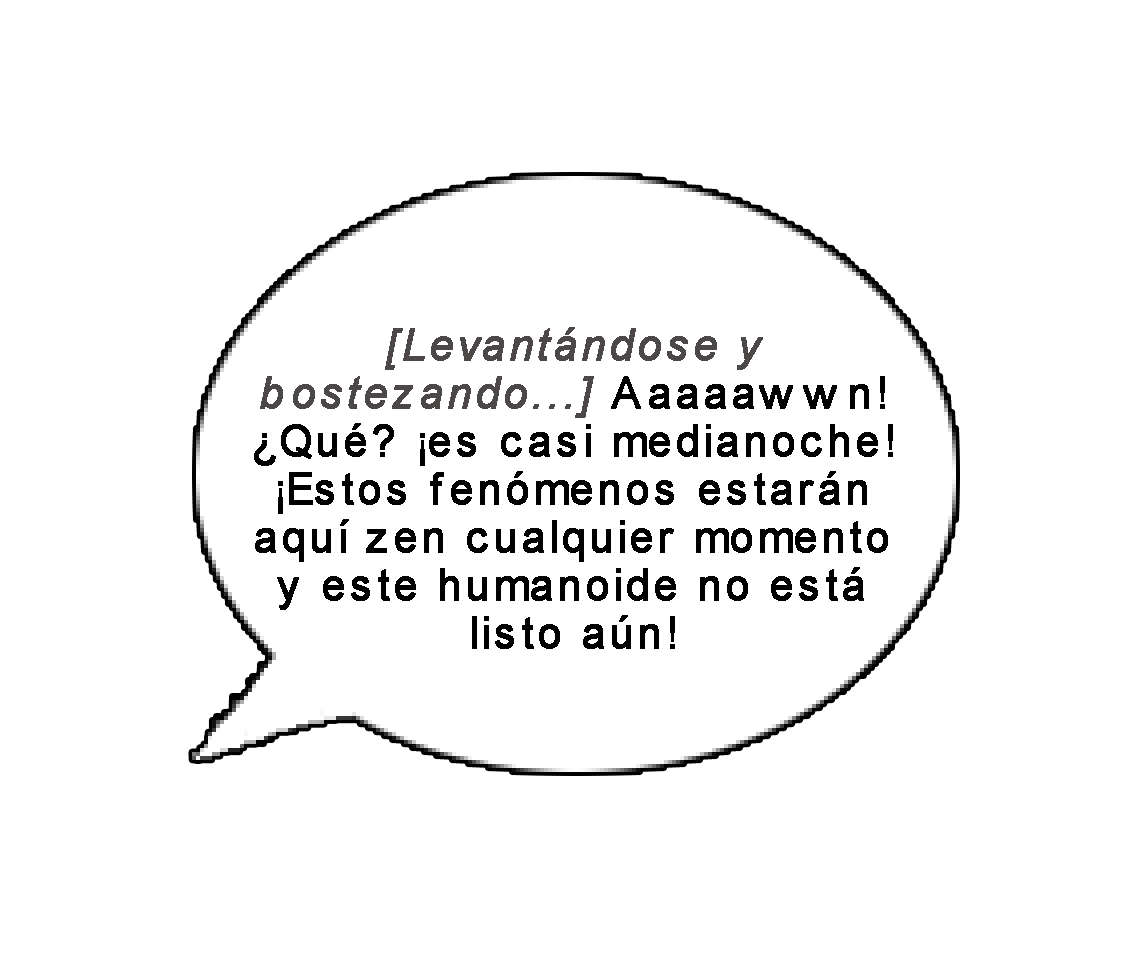 [Levantándose y
bostezando...] Aaaaawwn!
¿Qué? ¡es casi medianoche!
¡Estos fenómenos estarán
aquí zen cualquier momento
y este humanoide no está
listo aún!